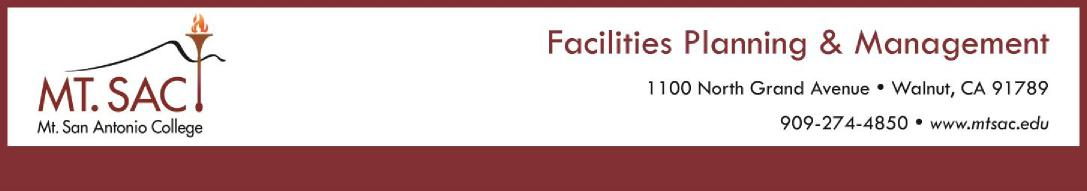 MT. SAC
Mt. San Antonio College
Facilities Planning & Management
1100 North Grand Avenue • Walnut, CA 91789
909-274-4850 • www.mtsac.edu